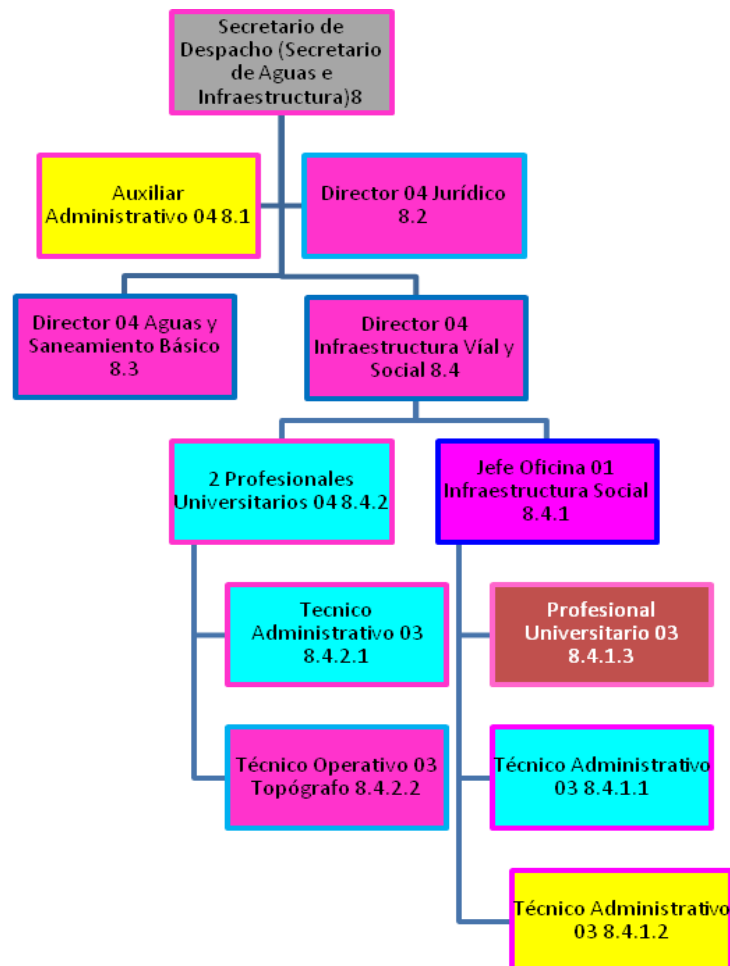 Secretario de
Despacho (Secretario
de Aguas e
Infraestructura)8
Auxiliar
Administrativo 04 8.1
Director 04 Jurídico
8.2
Director 04 Aguas y
Saneamiento Básico
8.3
Director 04
Infraestructura Víal y
Social 8.4
2 Profesionales
Universitarios 04 8.4.2
Jefe Oficina 01
Infraestructura Social
8.4.1
Tecnico
Administrativo 03
8.4.2.1
Profesional
Universitario 03
8.4.1.3
Técnico Operativo 03
Topógrafo 8.4.2.2
Técnico Administrativo
03 8.4.1.1
Técnico Administrativo
03 8.4.1.2